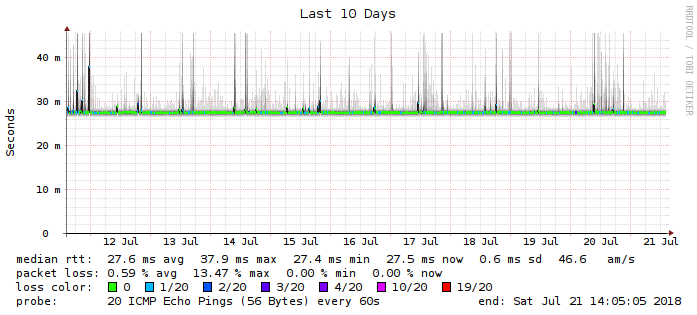 Last 10 Days
RRDTOOL / TOBI OETIKER
Seconds
40 m
30 m
20 m
10 m
0
12 Jul 13 Jul 14 Jul 15 Jul 16 Jul 17 Jul 18 Jul 19 Jul 20 Jul 21 Jul
median rtt: 27.6 ms avg 37.9 ms max 27.4 ms min 27.5 ms now 0.6 ms sd 46.6 am/s
packet loss: 0.59 % avg 13.47 % max 0.00 % min 0.00 % now
loss color: 0 1/20 2/20 3/20 4/20 10/20 19/20
probe: 20 ICMP Echo Pings (56 Bytes) every 60s end: Sat Jul 21 14:05:05 2018